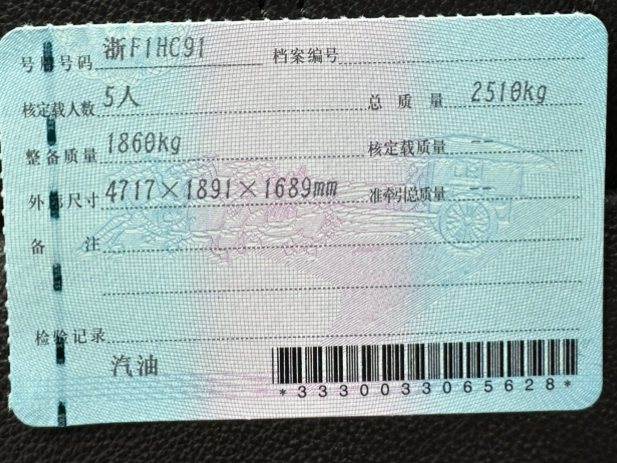 号牌号码 浙F1HC91 档案编号
核定载人数 5人 总质量 2510kg
整备质量 1860kg 核定载质量 --
外廓尺寸 4717×1891×1689mm 准牵引总质量 --
备注
检验记录
汽油
*3330033065628*